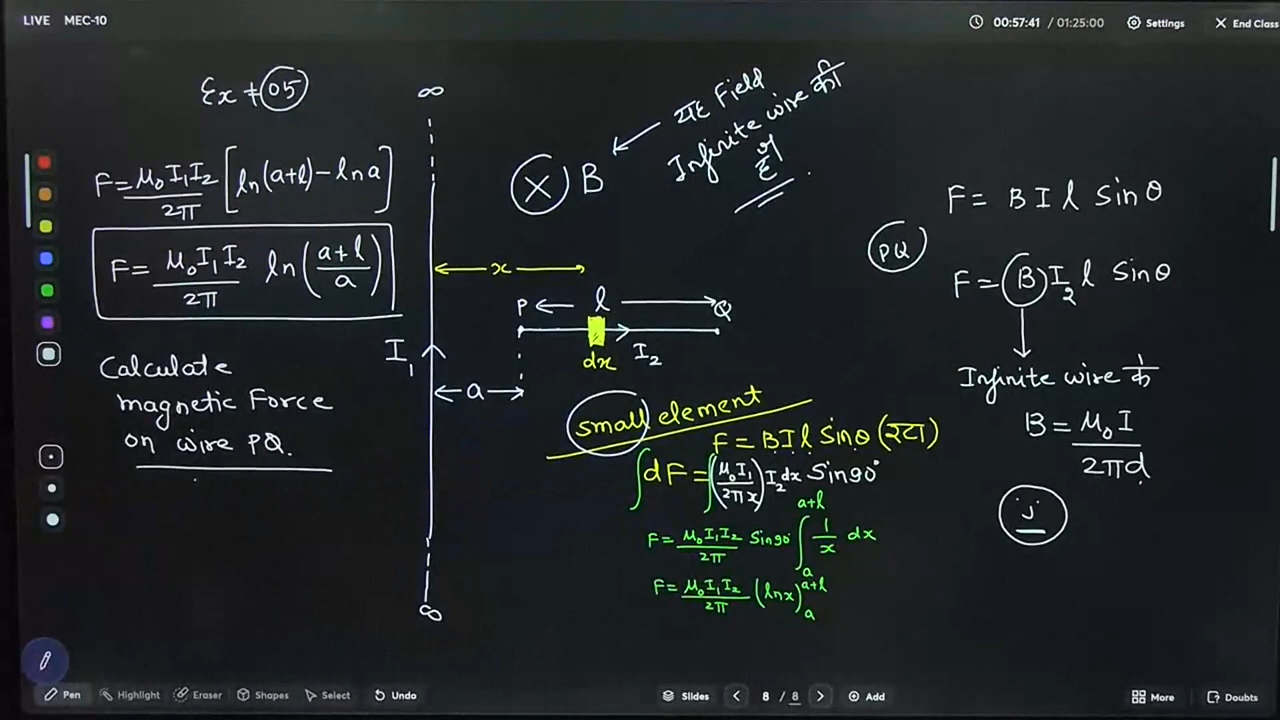 LIVE MEC-10
00:57:41 / 01:25:00 Settings End Class
Ex + 05
F = μ₀I₁I₂/2π [ln(a+l) - ln a]
F = μ₀I₁I₂/2π ln(a+l/a)
Calculate
magnetic Force
on wire PQ.
∞
I₁
∞
x
P l Q
dx I₂
a
X B
यह Field
Infinite wire का
है
small element
F = BIl Sinθ (रटा)
∫dF = ∫(μ₀I₁/2πx) I₂ dx Sin90°
F = μ₀I₁I₂/2π Sin90 ∫ₐᵃ⁺ˡ 1/x dx
F = μ₀I₁I₂/2π (lnx)ₐᵃ⁺ˡ
F = B I l Sinθ
PQ
F = B I₂ l Sinθ
Infinite wire के
B = μ₀I/2πd
Pen Highlight Eraser Shapes Select Undo Slides 8 / 8 Add More Doubts